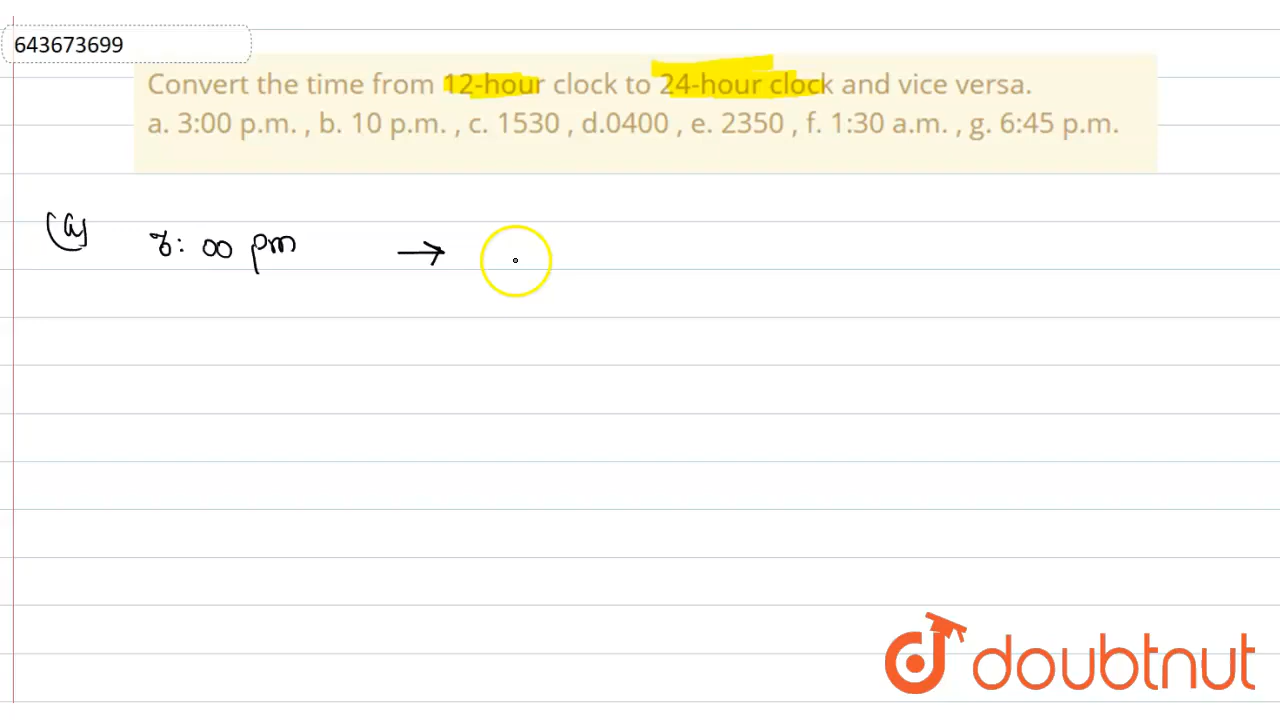 643673699
Convert the time from 12-hour clock to 24-hour clock and vice versa.
a. 3:00 p.m. , b. 10 p.m. , c. 1530 , d.0400 , e. 2350 , f. 1:30 a.m. , g. 6:45 p.m.
(a) 3: 00 pm →
doubtnut